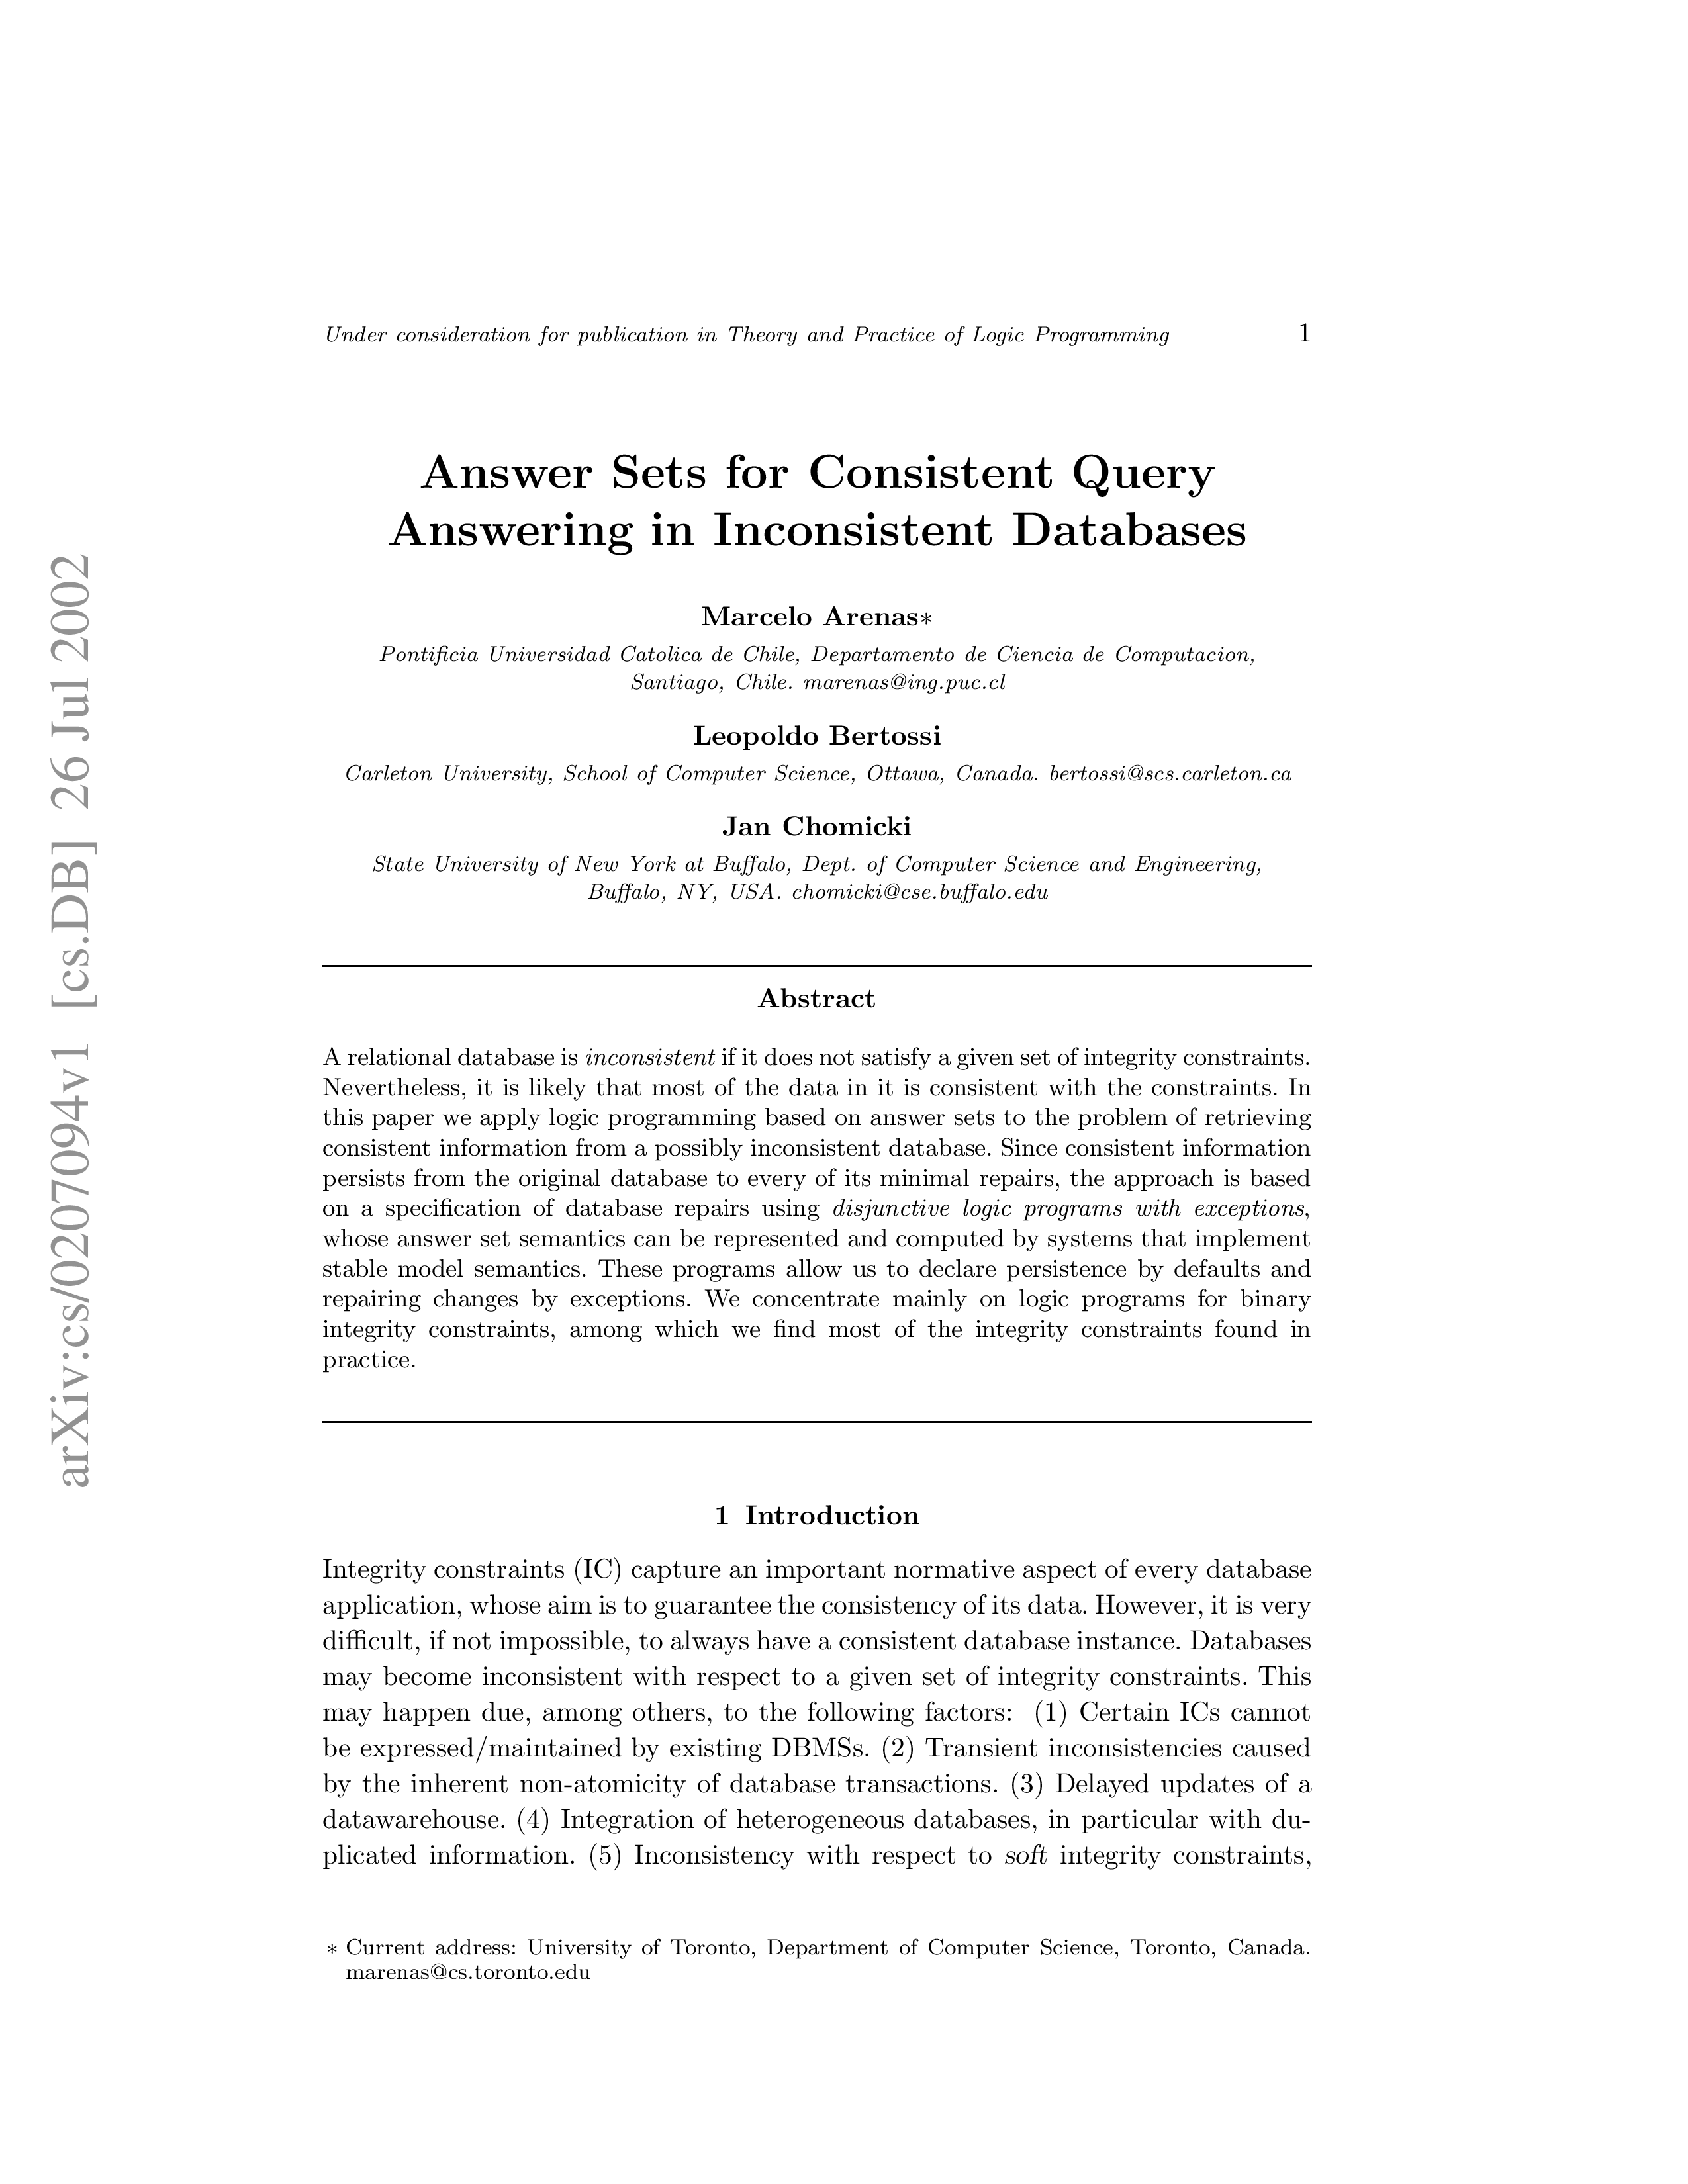 Under consideration for publication in Theory and Practice of Logic Programming 1
Answer Sets for Consistent Query
Answering in Inconsistent Databases
Marcelo Arenas∗
Pontificia Universidad Catolica de Chile, Departamento de Ciencia de Computacion,
Santiago, Chile. marenas@ing.puc.cl
Leopoldo Bertossi
Carleton University, School of Computer Science, Ottawa, Canada. bertossi@scs.carleton.ca
Jan Chomicki
State University of New York at Buffalo, Dept. of Computer Science and Engineering,
Buffalo, NY, USA. chomicki@cse.buffalo.edu
Abstract
A relational database is inconsistent if it does not satisfy a given set of integrity constraints.
Nevertheless, it is likely that most of the data in it is consistent with the constraints. In
this paper we apply logic programming based on answer sets to the problem of retrieving
consistent information from a possibly inconsistent database. Since consistent information
persists from the original database to every of its minimal repairs, the approach is based
on a specification of database repairs using disjunctive logic programs with exceptions,
whose answer set semantics can be represented and computed by systems that implement
stable model semantics. These programs allow us to declare persistence by defaults and
repairing changes by exceptions. We concentrate mainly on logic programs for binary
integrity constraints, among which we find most of the integrity constraints found in
practice.
1 Introduction
Integrity constraints (IC) capture an important normative aspect of every database
application, whose aim is to guarantee the consistency of its data. However, it is very
difficult, if not impossible, to always have a consistent database instance. Databases
may become inconsistent with respect to a given set of integrity constraints. This
may happen due, among others, to the following factors: (1) Certain ICs cannot
be expressed/maintained by existing DBMSs. (2) Transient inconsistencies caused
by the inherent non-atomicity of database transactions. (3) Delayed updates of a
datawarehouse. (4) Integration of heterogeneous databases, in particular with du-
plicated information. (5) Inconsistency with respect to soft integrity constraints,
∗ Current address: University of Toronto, Department of Computer Science, Toronto, Canada.
marenas@cs.toronto.edu
arXiv:cs/0207094v1 [cs.DB] 26 Jul 2002